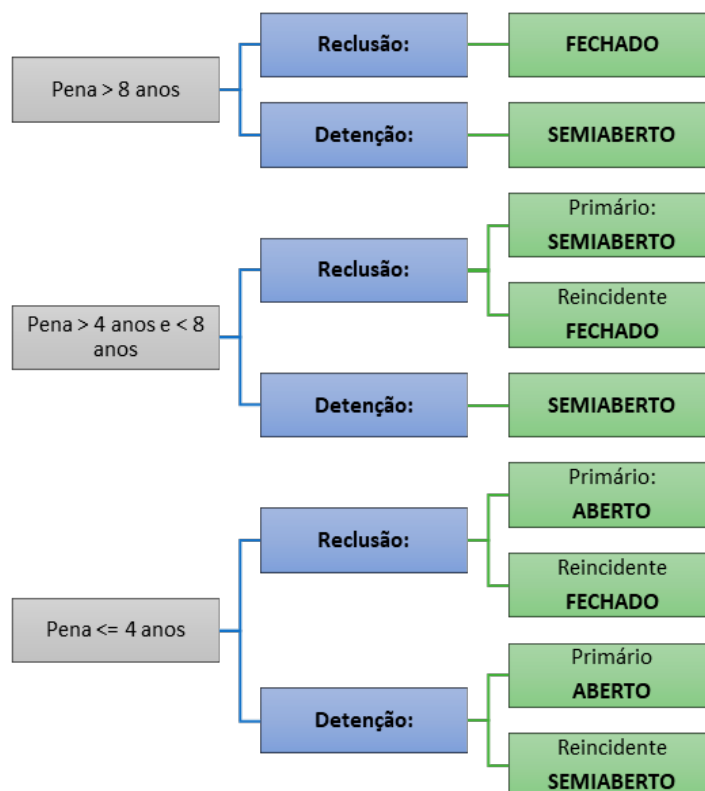 Reclusão:
FECHADO
Pena > 8 anos
Detenção:
SEMIABERTO
Primário:
SEMIABERTO
Reclusão:
Reincidente
FECHADO
Pena > 4 anos e < 8
anos
Detenção:
SEMIABERTO
Primário:
ABERTO
Reclusão:
Reincidente
FECHADO
Pena <= 4 anos
Primário
ABERTO
Detenção:
Reincidente
SEMIABERTO